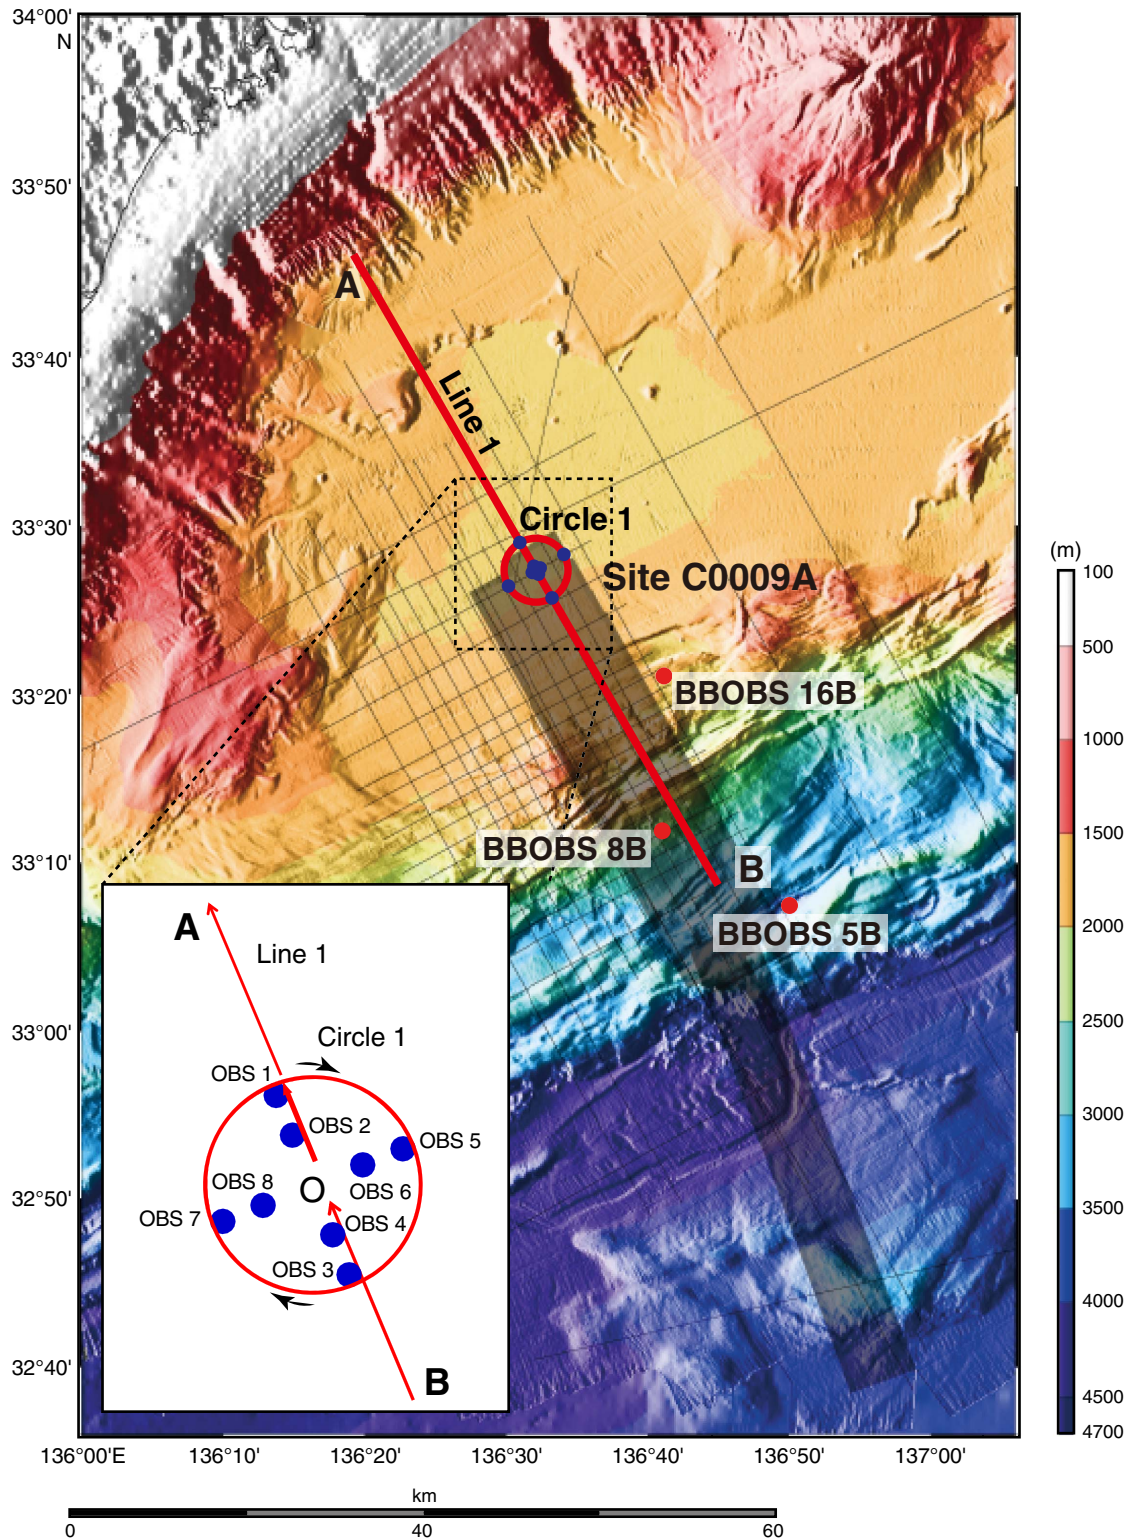 34°00'
N
33°50'
33°40'
33°30'
33°20'
33°10'
33°00'
32°50'
32°40'
136°00'E
136°10'
136°20'
136°30'
136°40'
136°50'
137°00'
A
Line 1
Circle 1
Site C0009A
BBOBS 16B
BBOBS 8B
B
BBOBS 5B
(m)
100
500
1000
1500
2000
2500
3000
3500
4000
4500
4700
A
Line 1
Circle 1
OBS 1
OBS 2
OBS 5
OBS 6
OBS 8
O
OBS 7
OBS 4
OBS 3
B
km
0
40
60